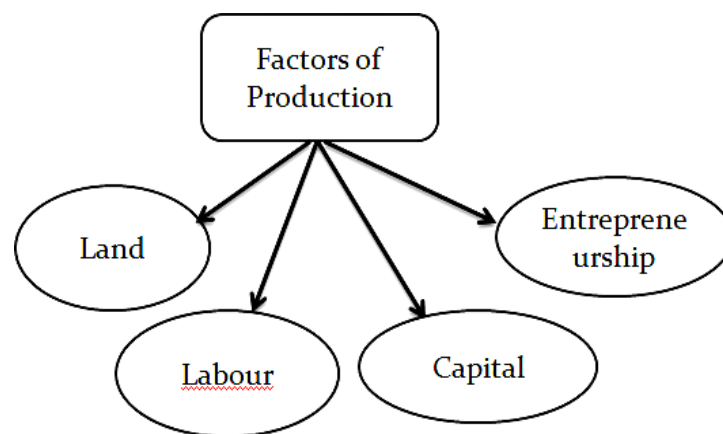 Factors of
Production
Land
Entreprene
urship
Labour
Capital